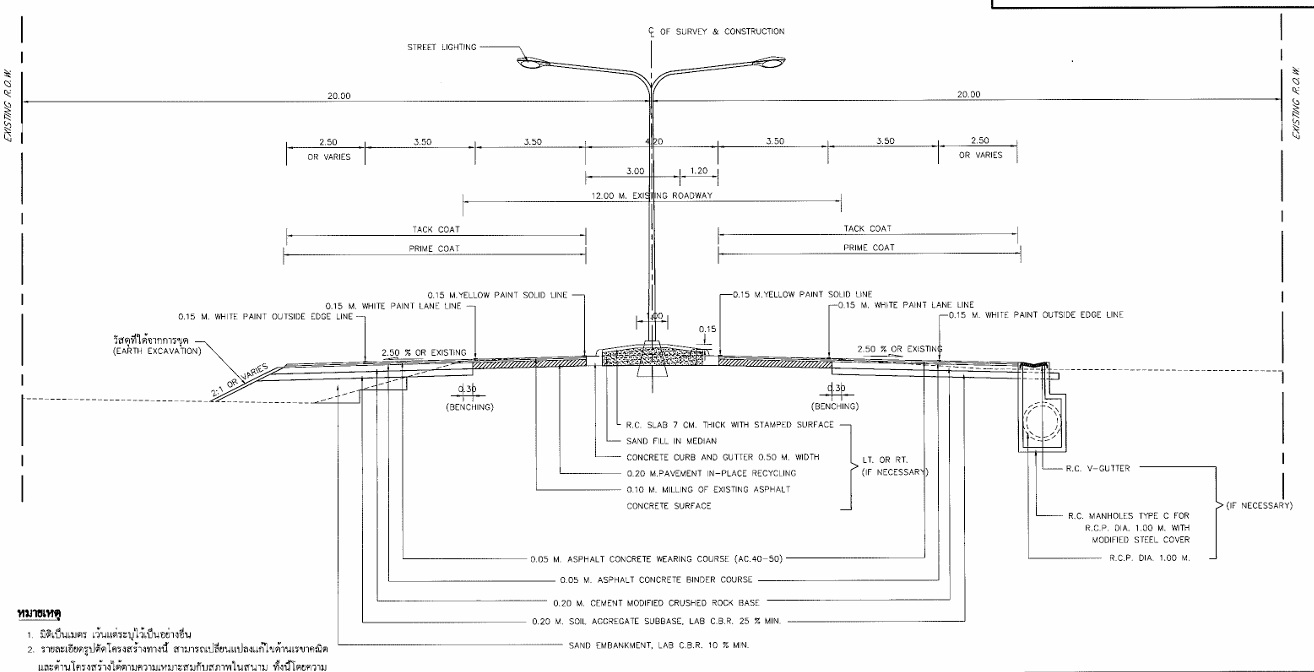 ℄ OF SURVEY & CONSTRUCTION
STREET LIGHTING
EXISTING R.O.W.
EXISTING R.O.W.
20.00
20.00
2.50
3.50
3.50
4.20
3.50
3.50
2.50
OR VARIES
OR VARIES
3.00
1.20
12.00 M. EXISTING ROADWAY
TACK COAT
TACK COAT
PRIME COAT
PRIME COAT
0.15 M.YELLOW PAINT SOLID LINE
0.15 M.YELLOW PAINT SOLID LINE
0.15 M. WHITE PAINT LANE LINE
0.15 M. WHITE PAINT LANE LINE
0.15 M. WHITE PAINT OUTSIDE EDGE LINE
0.15 M. WHITE PAINT OUTSIDE EDGE LINE
1.00
0.15
วัสดุที่ได้จากการขุด
(EARTH EXCAVATION)
2.50 % OR EXISTING
2.50 % OR EXISTING
2:1 OR VARIES
0.30
(BENCHING)
0.30
(BENCHING)
R.C. SLAB 7 CM. THICK WITH STAMPED SURFACE
SAND FILL IN MEDIAN
CONCRETE CURB AND GUTTER 0.50 M. WIDTH
0.20 M.PAVEMENT IN-PLACE RECYCLING
0.10 M. MILLING OF EXISTING ASPHALT
CONCRETE SURFACE
LT. OR RT.
(IF NECESSARY)
R.C. V-GUTTER
R.C. MANHOLES TYPE C FOR
R.C.P. DIA. 1.00 M. WITH
MODIFIED STEEL COVER
R.C.P. DIA. 1.00 M.
(IF NECESSARY)
0.05 M. ASPHALT CONCRETE WEARING COURSE (AC.40-50)
0.05 M. ASPHALT CONCRETE BINDER COURSE
0.20 M. CEMENT MODIFIED CRUSHED ROCK BASE
0.20 M. SOIL AGGREGATE SUBBASE, LAB C.B.R. 25 % MIN.
SAND EMBANKMENT, LAB C.B.R. 10 % MIN.
หมายเหตุ
1. มิติเป็นเมตร เว้นแต่ระบุไว้เป็นอย่างอื่น
2. รายละเอียดรูปตัดโครงสร้างทางนี้ สามารถเปลี่ยนแปลงแก้ไขด้านเรขาคณิต
และด้านโครงสร้างได้ตามความเหมาะสมกับสภาพในสนาม ทั้งนี้โดยความ